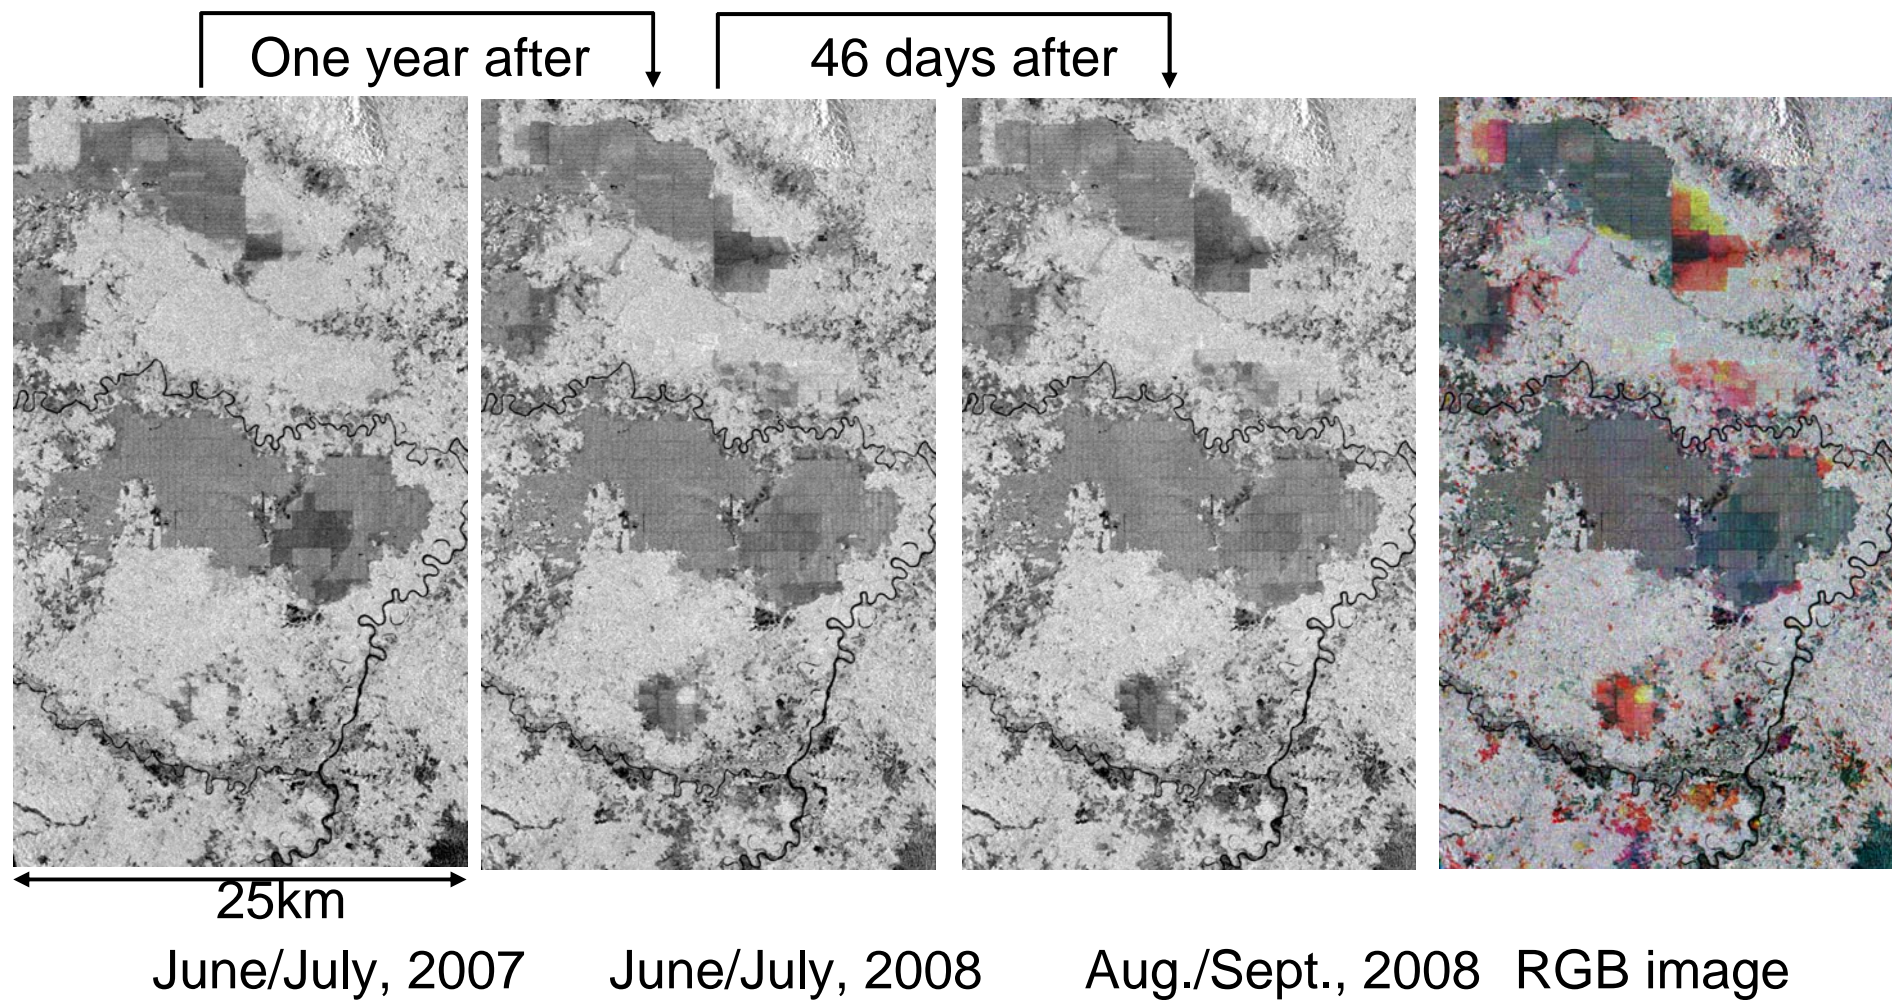 One year after
46 days after
25km
June/July, 2007
June/July, 2008
Aug./Sept., 2008
RGB image